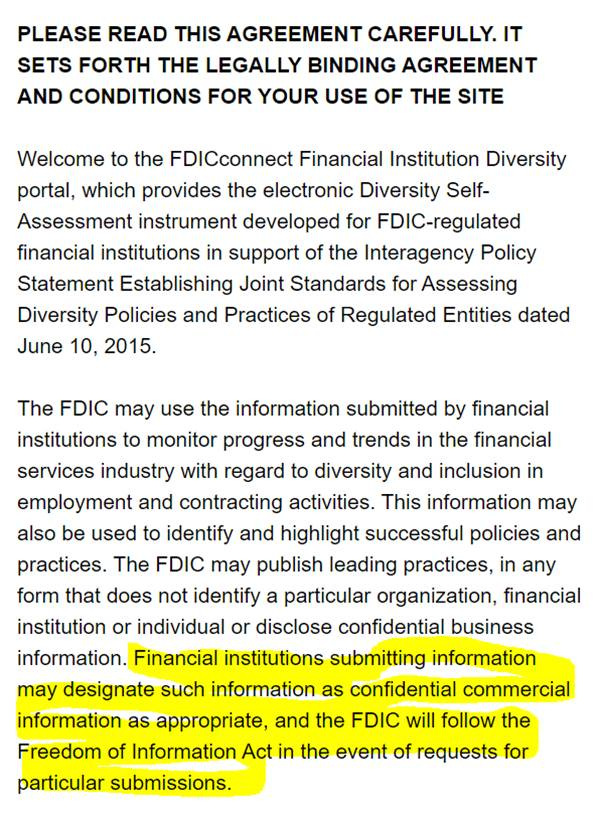 PLEASE READ THIS AGREEMENT CAREFULLY. IT
SETS FORTH THE LEGALLY BINDING AGREEMENT
AND CONDITIONS FOR YOUR USE OF THE SITE
Welcome to the FDICconnect Financial Institution Diversity
portal, which provides the electronic Diversity Self-
Assessment instrument developed for FDIC-regulated
financial institutions in support of the Interagency Policy
Statement Establishing Joint Standards for Assessing
Diversity Policies and Practices of Regulated Entities dated
June 10, 2015.
The FDIC may use the information submitted by financial
institutions to monitor progress and trends in the financial
services industry with regard to diversity and inclusion in
employment and contracting activities. This information may
also be used to identify and highlight successful policies and
practices. The FDIC may publish leading practices, in any
form that does not identify a particular organization, financial
institution or individual or disclose confidential business
information. Financial institutions submitting information
may designate such information as confidential commercial
information as appropriate, and the FDIC will follow the
Freedom of Information Act in the event of requests for
particular submissions.